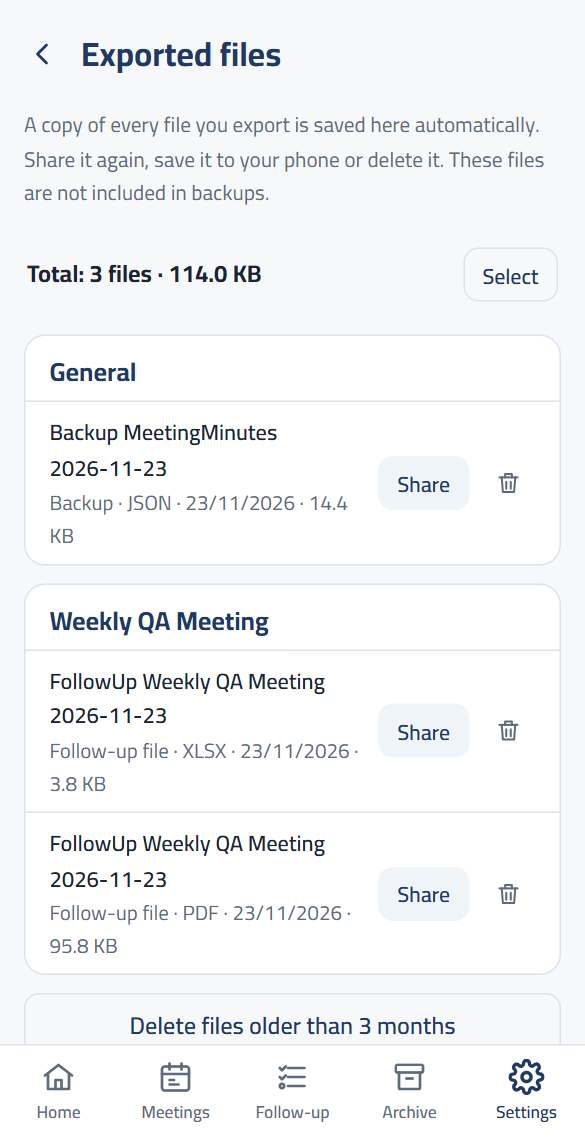 Exported files
A copy of every file you export is saved here automatically.
Share it again, save it to your phone or delete it. These files
are not included in backups.
Total: 3 files · 114.0 KB
Select
General
Backup MeetingMinutes
2026-11-23
Backup · JSON · 23/11/2026 · 14.4
KB
Share
Weekly QA Meeting
FollowUp Weekly QA Meeting
2026-11-23
Follow-up file · XLSX · 23/11/2026 ·
3.8 KB
Share
FollowUp Weekly QA Meeting
2026-11-23
Follow-up file · PDF · 23/11/2026 ·
95.8 KB
Share
Delete files older than 3 months
Home
Meetings
Follow-up
Archive
Settings